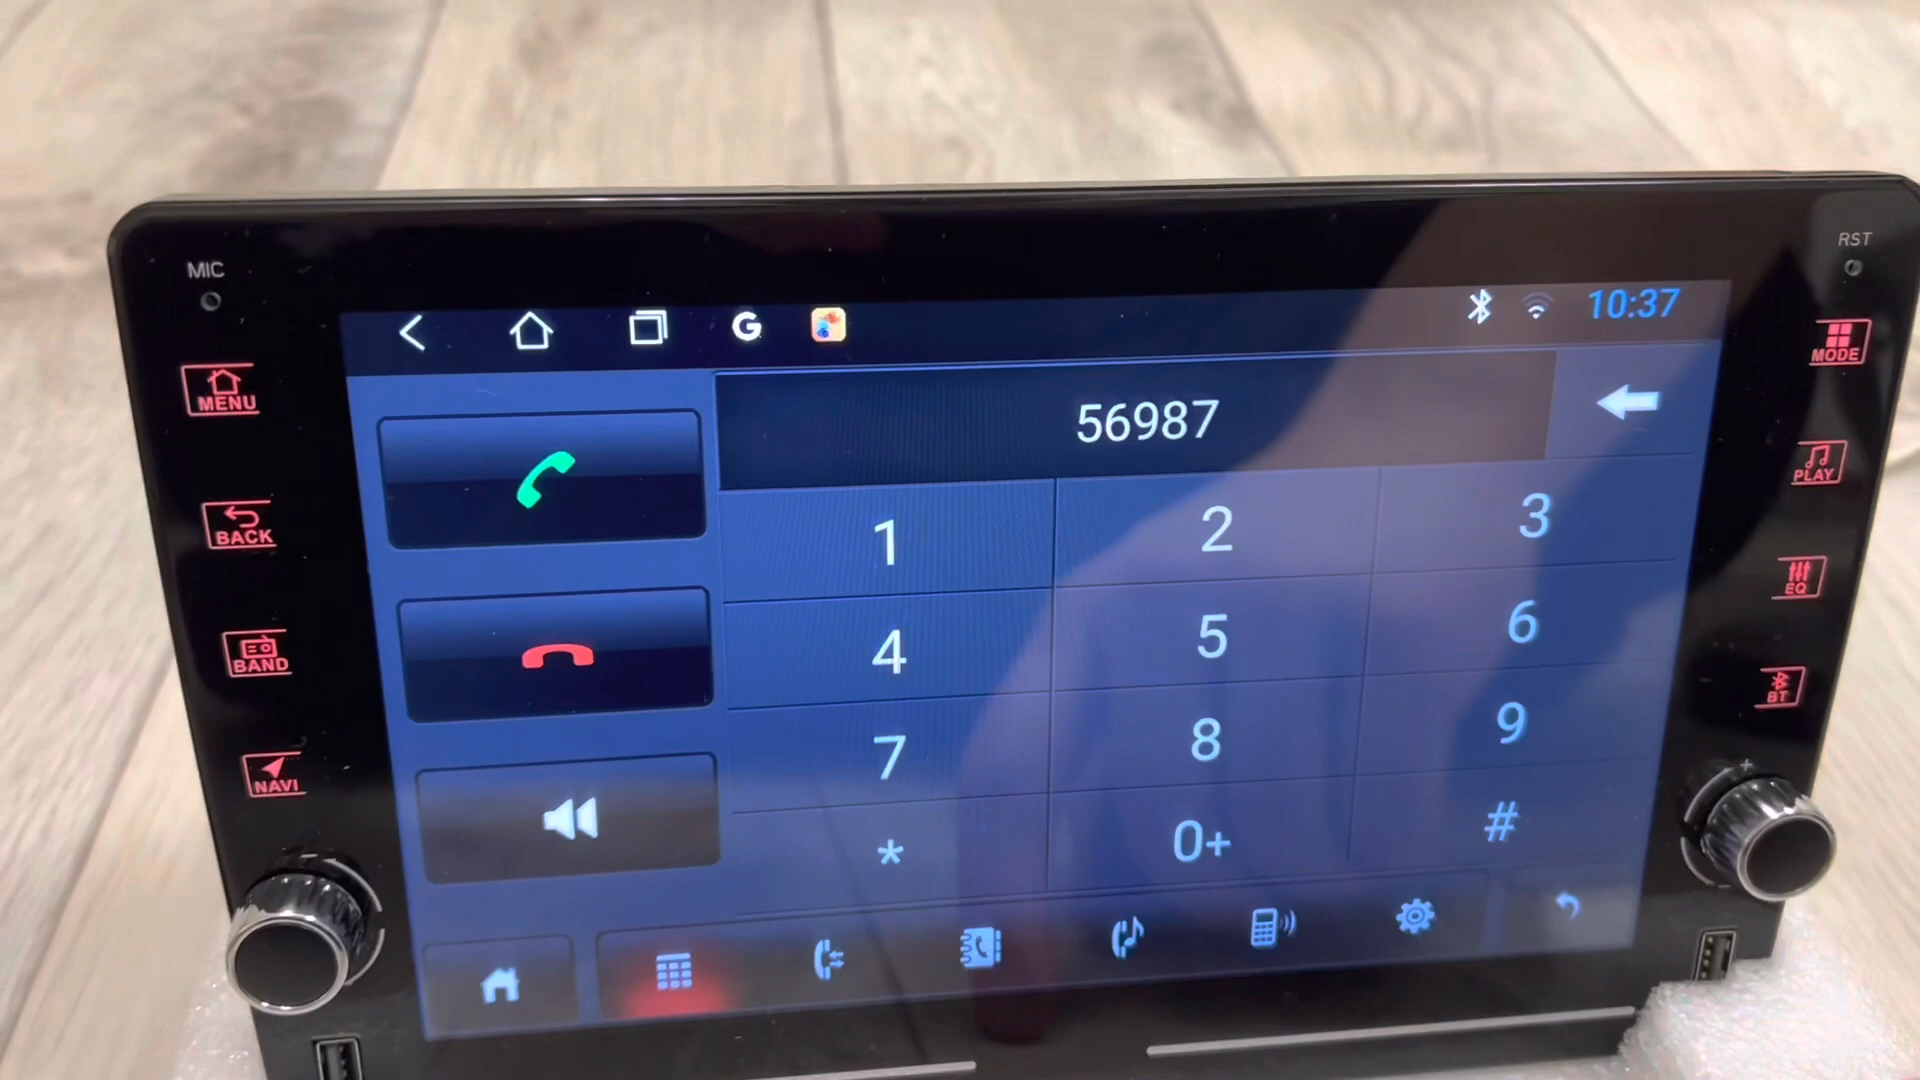 MIC
RST
G
10:37
MENU
MODE
56987
BACK
PLAY
1 2 3
BAND
EQ
4 5 6
NAVI
BT
7 8 9
* 0+ #